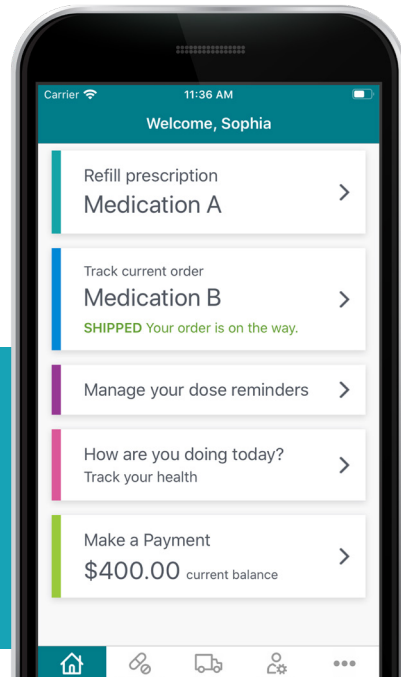 Carrier 11:36 AM
Welcome, Sophia
Refill prescription
Medication A
Track current order
Medication B
SHIPPED Your order is on the way.
Manage your dose reminders
How are you doing today?
Track your health
Make a Payment
$400.00 current balance